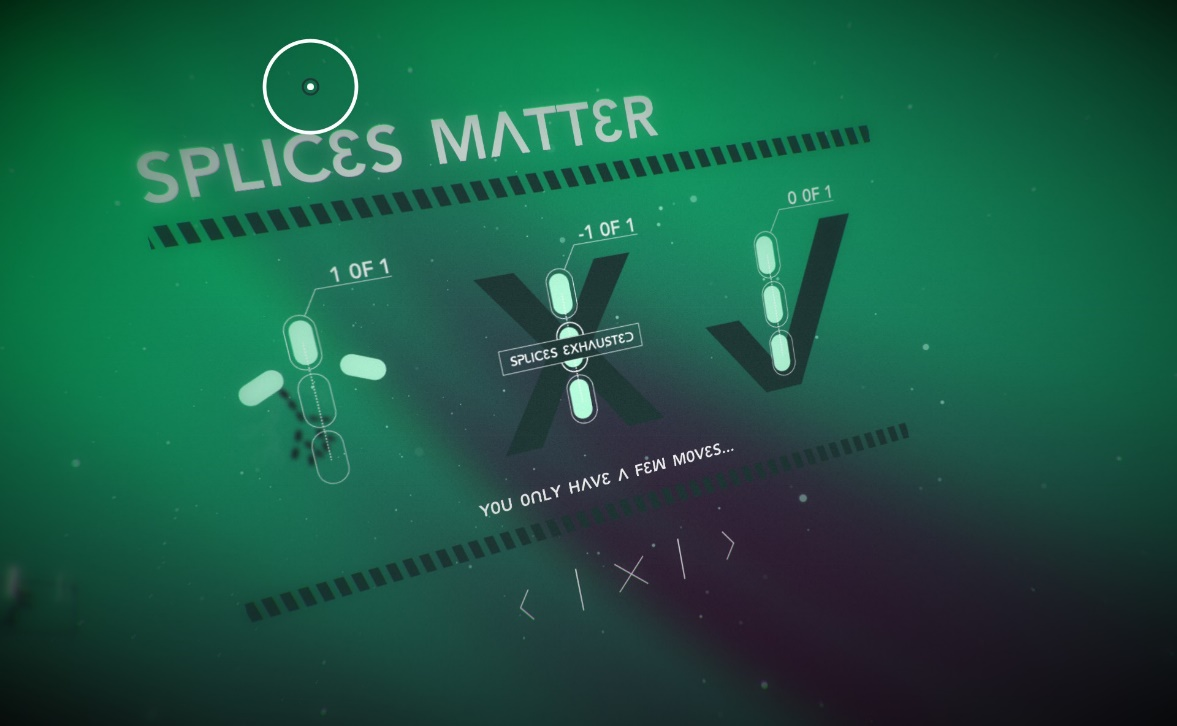 SPLICES MATTER
1 OF 1
-1 OF 1
0 OF 1
SPLICES EXHAUSTED
YOU ONLY HAVE A FEW MOVES...